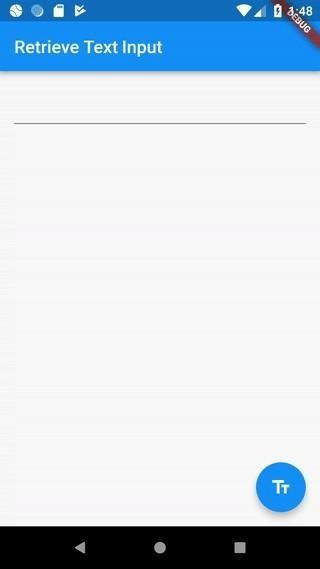 1:48
DEBUG
Retrieve Text Input
Tт